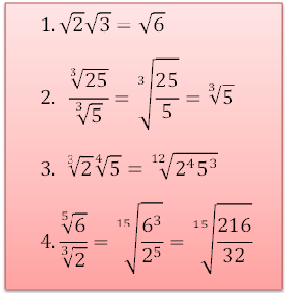 1. √2√3 = √6
2. ∛25/∛5 = ∛(25/5) = ∛5
3. ∛2 ∜5 = ¹²√(2⁴5³)
4. ⁵√6/∛2 = ¹⁵√(6³/2⁵) = ¹⁵√(216/32)